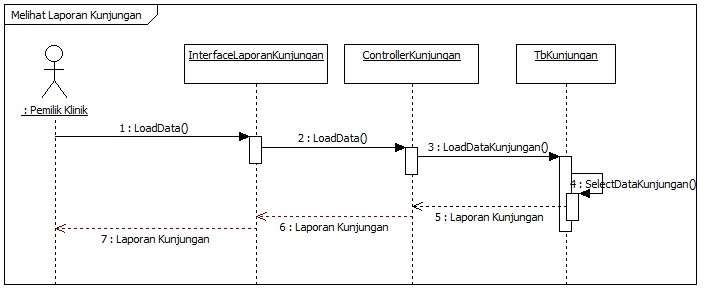 Melihat Laporan Kunjungan
InterfaceLaporanKunjungan
ControllerKunjungan
TbKunjungan
: Pemilik Klinik
1 : LoadData()
2 : LoadData()
3 : LoadDataKunjungan()
4 : SelectDataKunjungan()
5 : Laporan Kunjungan
6 : Laporan Kunjungan
7 : Laporan Kunjungan